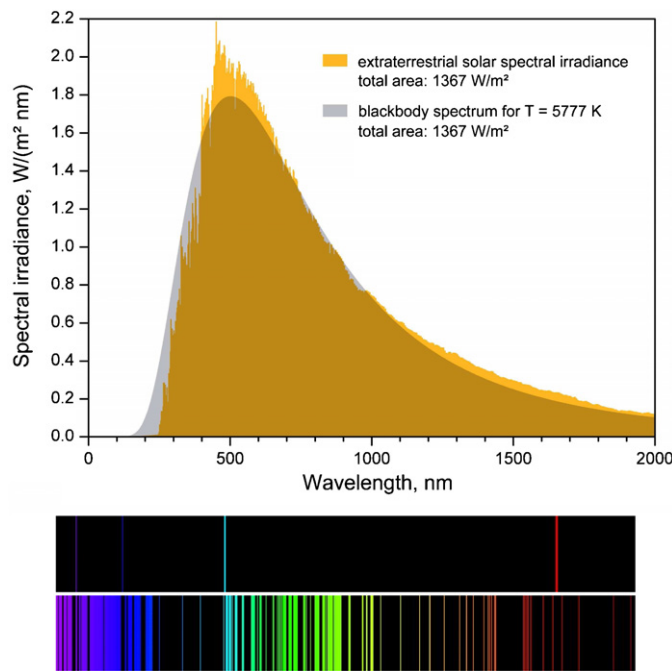 2.2
2.0
1.8
1.6
1.4
1.2
1.0
0.8
0.6
0.4
0.2
0.0
Spectral irradiance, W/(m² nm)
extraterrestrial solar spectral irradiance
total area: 1367 W/m²
blackbody spectrum for T = 5777 K
total area: 1367 W/m²
0 500 1000 1500 2000
Wavelength, nm